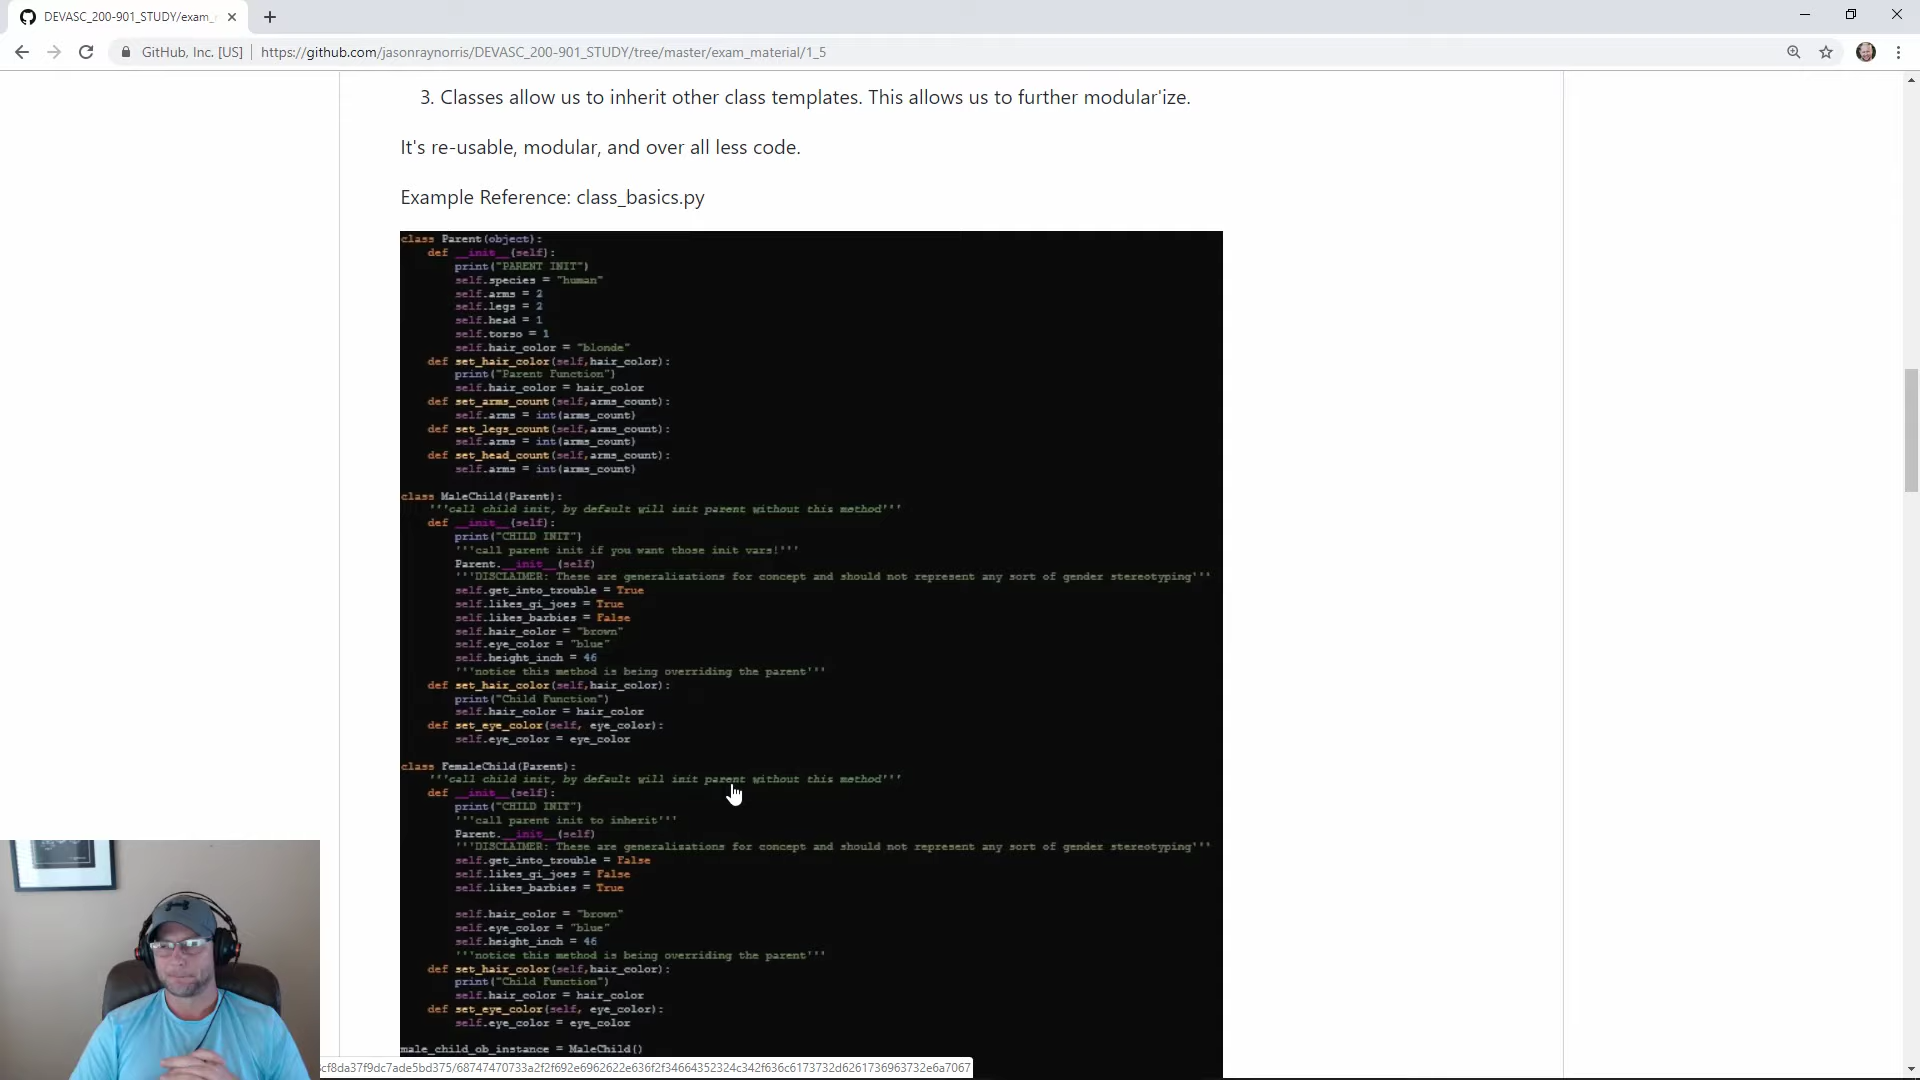 DEVASC_200-901_STUDY/exam_
GitHub, Inc. [US]
https://github.com/jasonraynorris/DEVASC_200-901_STUDY/tree/master/exam_material/1_5
3. Classes allow us to inherit other class templates. This allows us to further modular'ize.
It's re-usable, modular, and over all less code.
Example Reference: class_basics.py
class Parent(object):
def __init__(self):
print("PARENT INIT")
self.species = "human"
self.arms = 2
self.legs = 2
self.head = 1
self.torso = 1
self.hair_color = "blonde"
def set_hair_color(self,hair_color):
print("Parent Function")
self.hair_color = hair_color
def set_arms_count(self,arms_count):
self.arms = int(arms_count)
def set_legs_count(self,arms_count):
self.arms = int(arms_count)
def set_head_count(self,arms_count):
self.arms = int(arms_count)
class MaleChild(Parent):
'''call child init, by default will init parent without this method'''
def __init__(self):
print("CHILD INIT")
'''call parent init if you want those init vars!'''
Parent.__init__(self)
'''DISCLAIMER: These are generalisations for concept and should not represent any sort of gender stereotyping'''
self.get_into_trouble = True
self.likes_gi_joes = True
self.likes_barbies = False
self.hair_color = "brown"
self.eye_color = "blue"
self.height_inch = 46
'''notice this method is being overriding the parent'''
def set_hair_color(self,hair_color):
print("Child Function")
self.hair_color = hair_color
def set_eye_color(self, eye_color):
self.eye_color = eye_color
class FemaleChild(Parent):
'''call child init, by default will init parent without this method'''
def __init__(self):
print("CHILD INIT")
'''call parent init to inherit'''
Parent.__init__(self)
'''DISCLAIMER: These are generalizations for concept and should not represent any sort of gender stereotyping'''
self.get_into_trouble = False
self.likes_gi_joes = False
self.likes_barbies = True
self.hair_color = "brown"
self.eye_color = "blue"
self.height_inch = 46
'''notice this method is being overriding the parent'''
def set_hair_color(self,hair_color):
print("Child Function")
self.hair_color = hair_color
def set_eye_color(self, eye_color):
self.eye_color = eye_color
male_child_ob_instance = MaleChild()
cf8da37f9dc7ade5bd375/68747470733a2f2f692e6962622e636f2f34664352324c342f636c6173732d6261736963732e6a7067